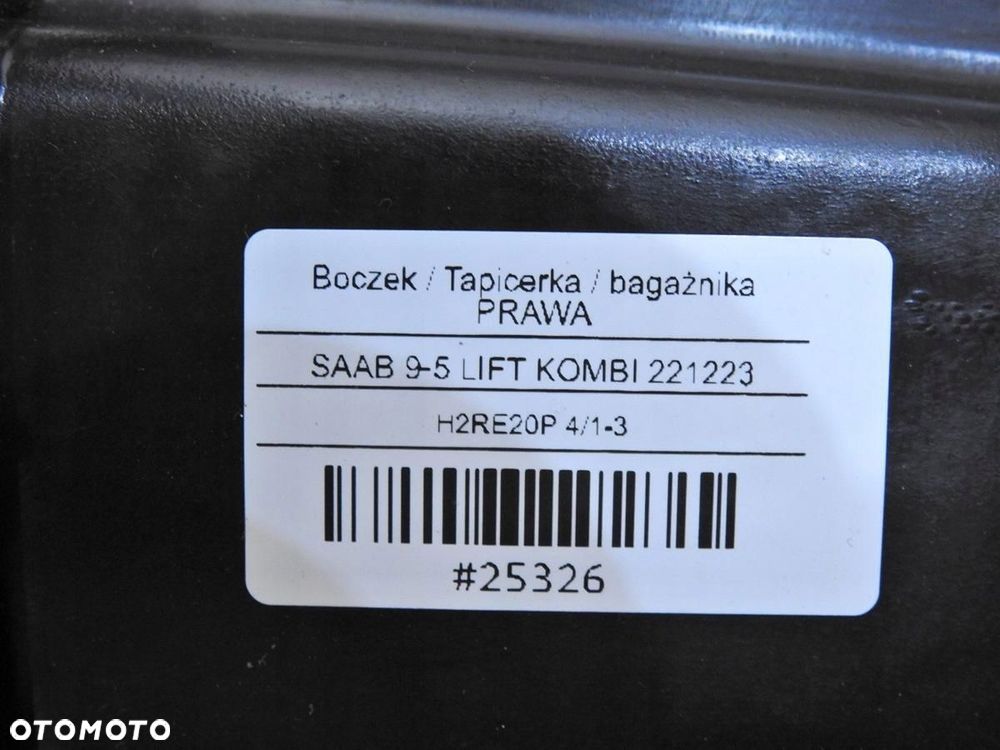 Boczek / Tapicerka / bagażnika
PRAWA
SAAB 9-5 LIFT KOMBI 221223
H2RE20P 4/1-3
#25326
OTOMOTO